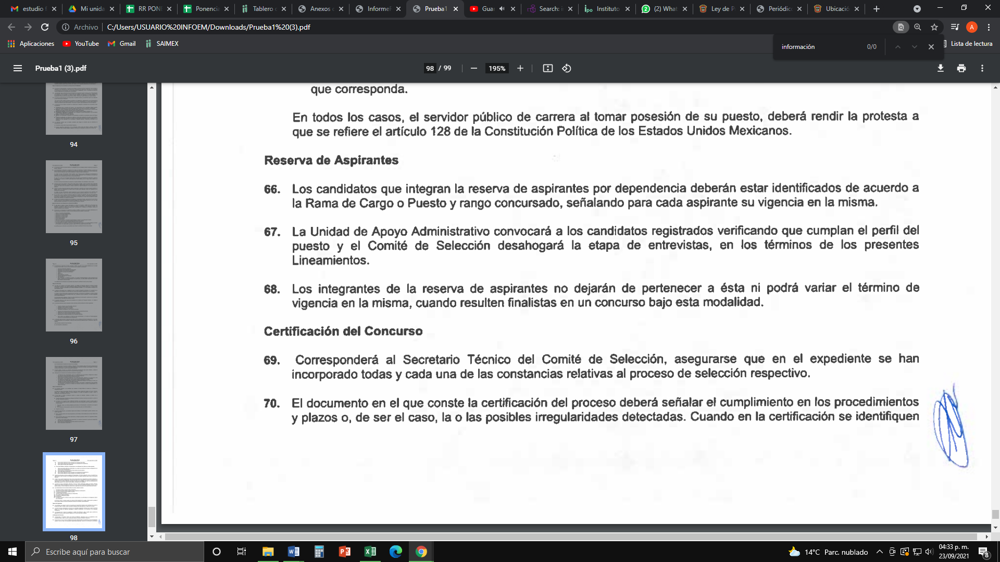 estudio f
Mi unida
RR PONE
Ponencia
Tablero c
Anexos c
InformeF
Prueba1
Guar
Search: i
Instituto
(2) What
Ley de P
Periódic
Ubicació
Archivo
C:/Users/USUARIO%20INFOEM/Downloads/Prueba1%20(3).pdf
A
Aplicaciones
YouTube
Gmail
SAIMEX
información
0/0
Lista de lectura
Prueba1 (3).pdf
98 / 99
195%
94
95
96
97
98
que corresponda.
En todos los casos, el servidor público de carrera al tomar posesión de su puesto, deberá rendir la protesta a
que se refiere el artículo 128 de la Constitución Política de los Estados Unidos Mexicanos.
Reserva de Aspirantes
66. Los candidatos que integran la reserva de aspirantes por dependencia deberán estar identificados de acuerdo a
la Rama de Cargo o Puesto y rango concursado, señalando para cada aspirante su vigencia en la misma.
67. La Unidad de Apoyo Administrativo convocará a los candidatos registrados verificando que cumplan el perfil del
puesto y el Comité de Selección desahogará la etapa de entrevistas, en los términos de los presentes
Lineamientos.
68. Los integrantes de la reserva de aspirantes no dejarán de pertenecer a ésta ni podrá variar el término de
vigencia en la misma, cuando resulten finalistas en un concurso bajo esta modalidad.
Certificación del Concurso
69. Corresponderá al Secretario Técnico del Comité de Selección, asegurarse que en el expediente se han
incorporado todas y cada una de las constancias relativas al proceso de selección respectivo.
70. El documento en el que conste la certificación del proceso deberá señalar el cumplimiento en los procedimientos
y plazos o, de ser el caso, la o las posibles irregularidades detectadas. Cuando en la certificación se identifiquen
Escribe aquí para buscar
14°C Parc. nublado
04:33 p. m.
23/09/2021
8